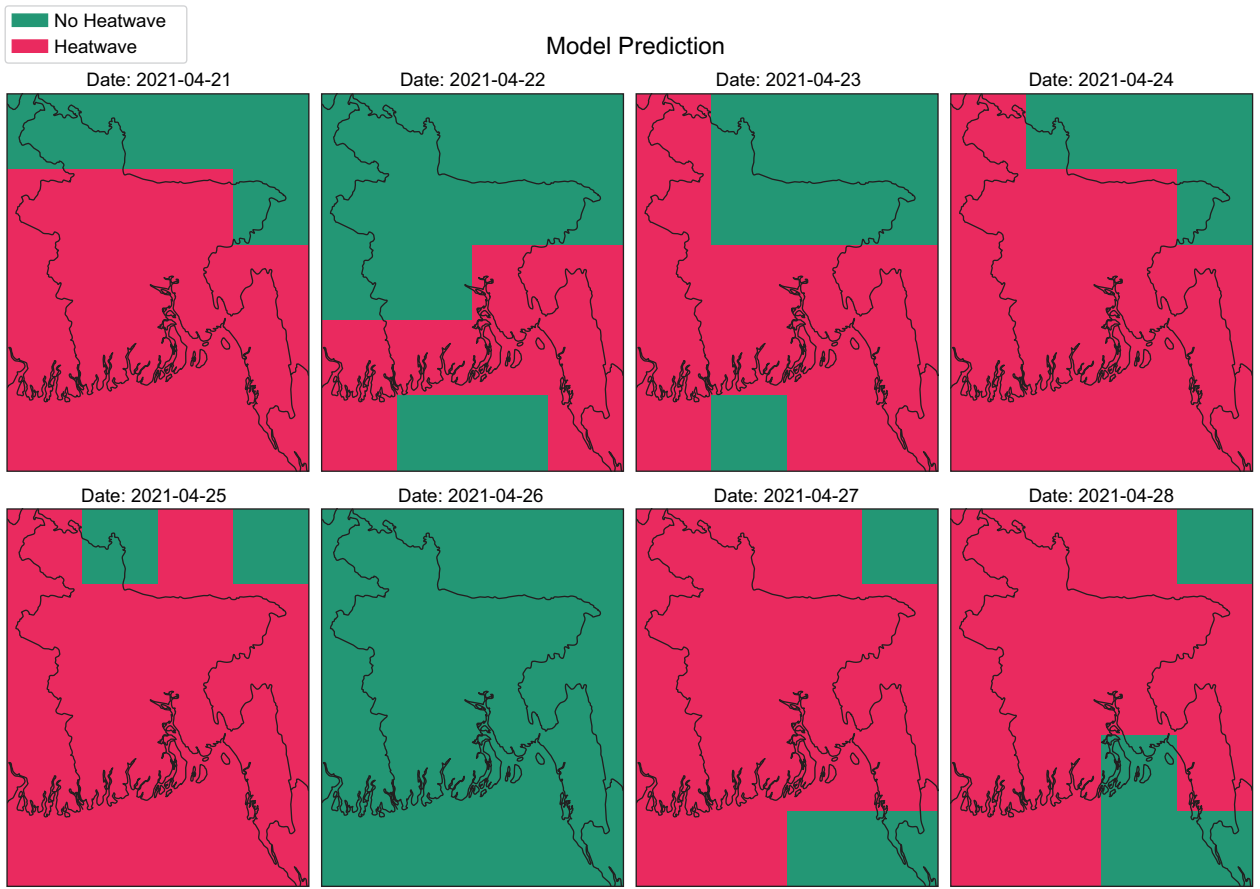 No Heatwave
Heatwave
Model Prediction
Date: 2021-04-21
Date: 2021-04-22
Date: 2021-04-23
Date: 2021-04-24
Date: 2021-04-25
Date: 2021-04-26
Date: 2021-04-27
Date: 2021-04-28